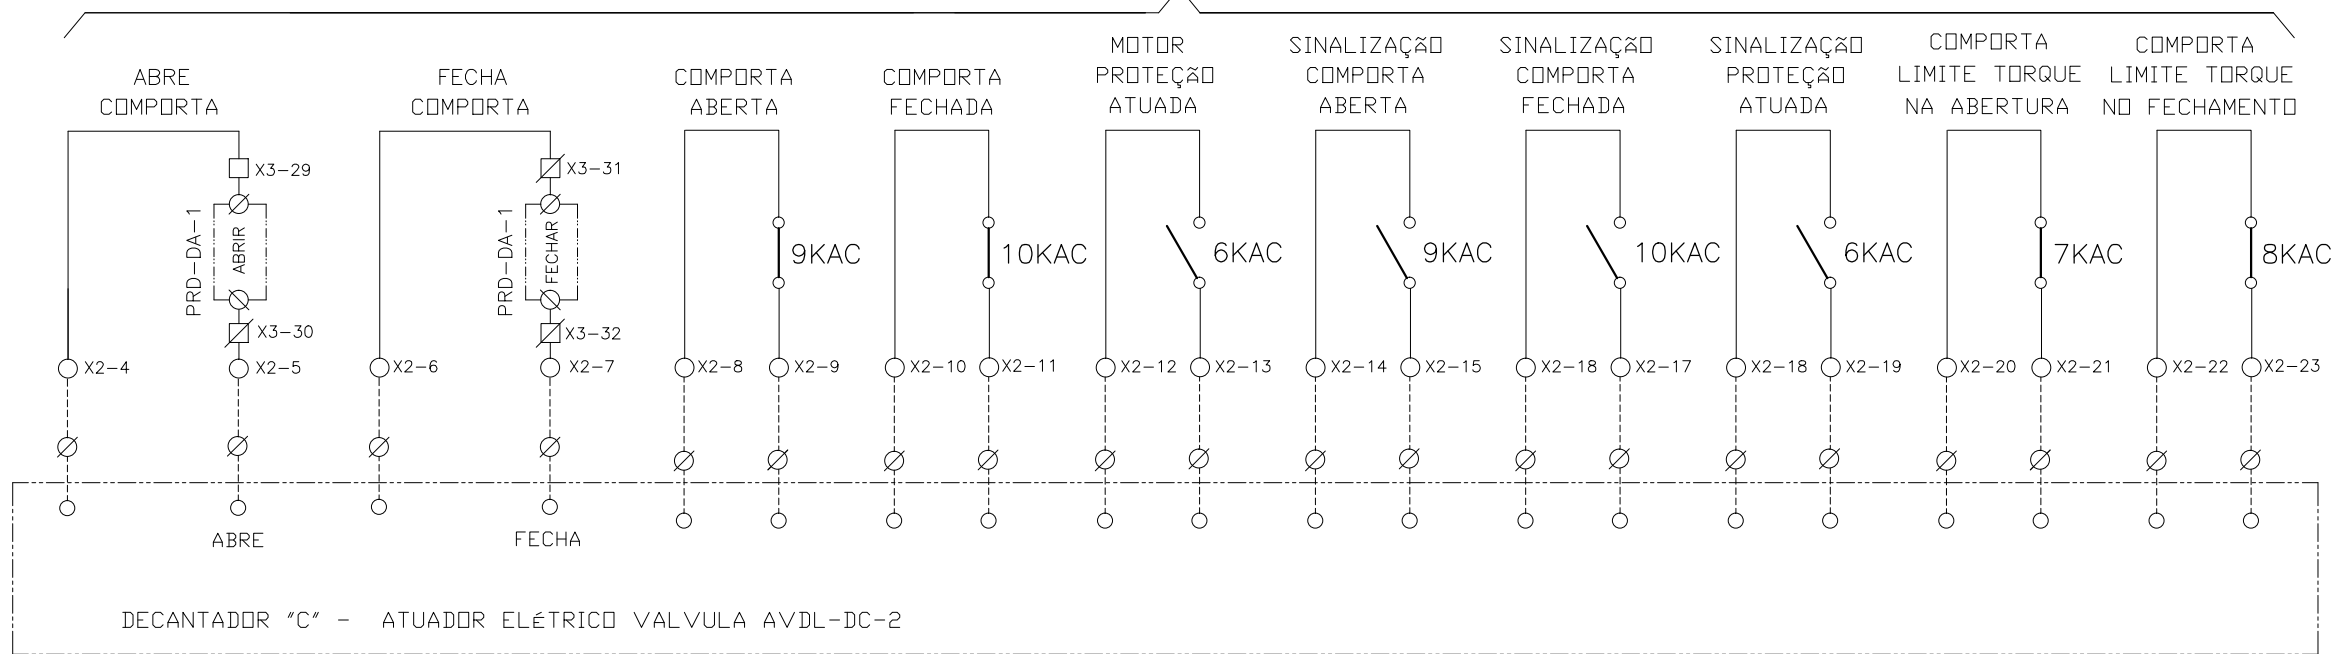 ABRE
COMPORTA
FECHA
COMPORTA
COMPORTA
ABERTA
COMPORTA
FECHADA
MOTOR
PROTEÇÃO
ATUADA
SINALIZAÇÃO
COMPORTA
ABERTA
SINALIZAÇÃO
COMPORTA
FECHADA
SINALIZAÇÃO
PROTEÇÃO
ATUADA
COMPORTA
LIMITE TORQUE
NA ABERTURA
COMPORTA
LIMITE TORQUE
NO FECHAMENTO
X3-29
X3-31
PRD-DA-1
ABRIR
PRD-DA-1
FECHAR
9KAC
10KAC
6KAC
9KAC
10KAC
6KAC
7KAC
8KAC
X3-30
X3-32
X2-4
X2-5
X2-6
X2-7
X2-8
X2-9
X2-10
X2-11
X2-12
X2-13
X2-14
X2-15
X2-18
X2-17
X2-18
X2-19
X2-20
X2-21
X2-22
X2-23
ABRE
FECHA
DECANTADOR "C" - ATUADOR ELéTRICO VALVULA AVDL-DC-2